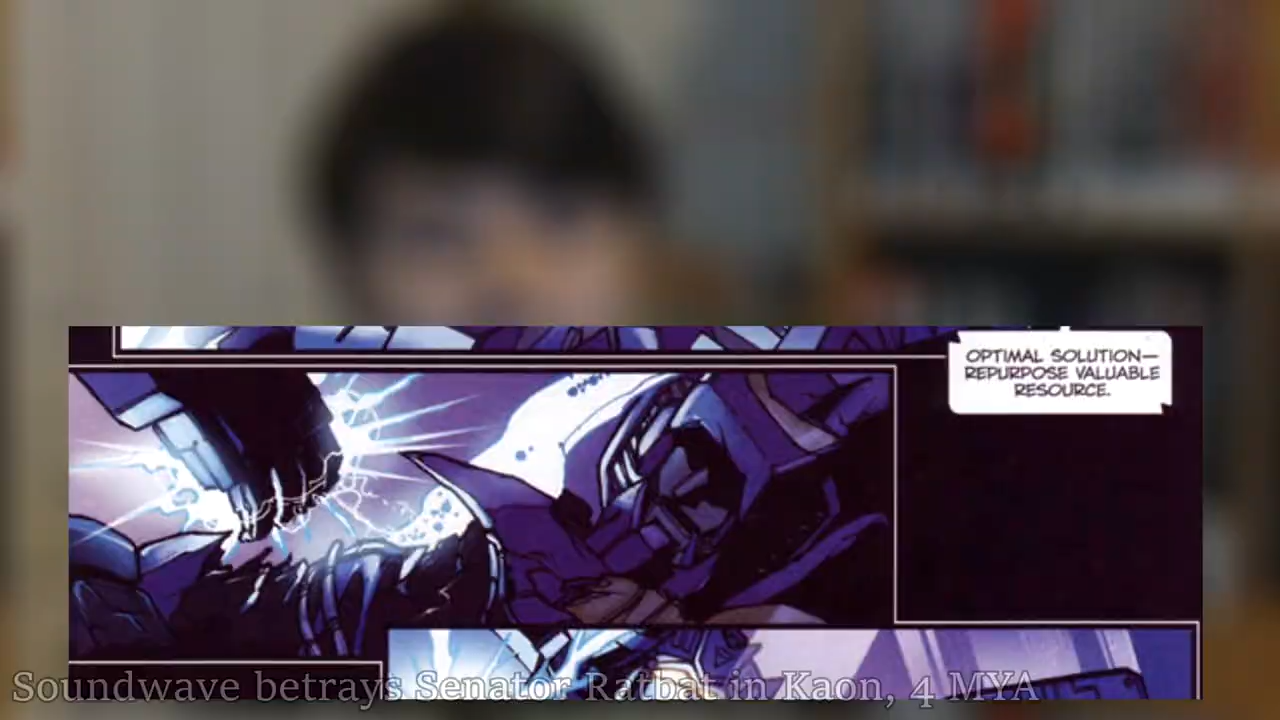 OPTIMAL SOLUTION—
REPURPOSE VALUABLE
RESOURCE.
Soundwave betrays Senator Ratbat in Kaon, 4 MYA